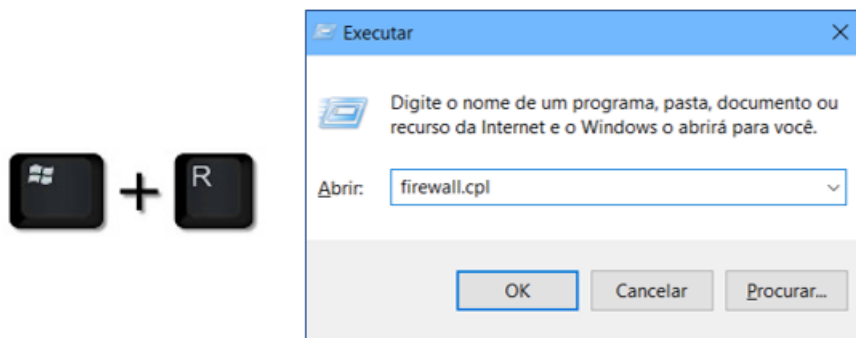 Executar
Digite o nome de um programa, pasta, documento ou
recurso da Internet e o Windows o abrirá para você.
R
+
Abrir: firewall.cpl
OK Cancelar Procurar...